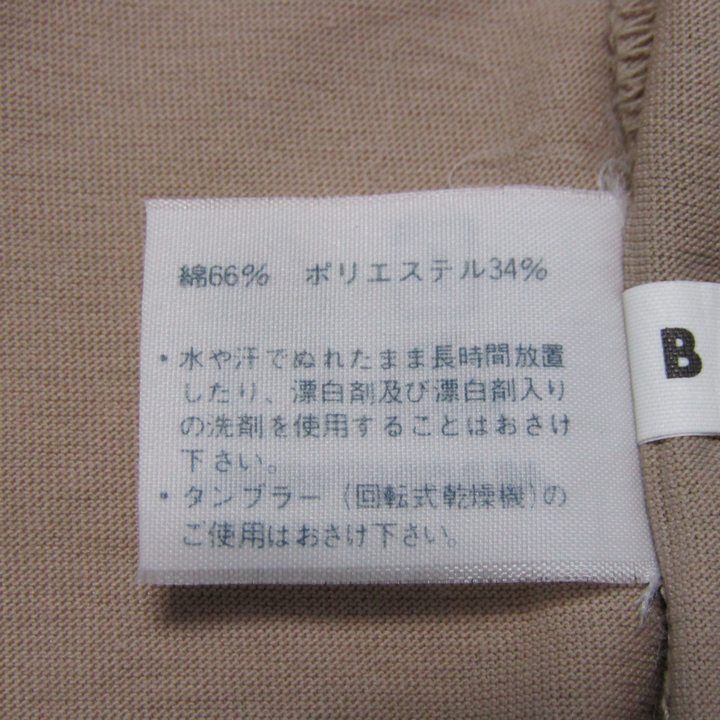 綿66% ポリエステル34%
・水や汗でぬれたまま長時間放置
したり、漂白剤及び漂白剤入り
の洗剤を使用することはおさけ
下さい。
・タンブラー(回転式乾燥機)の
ご使用はおさけ下さい。
B